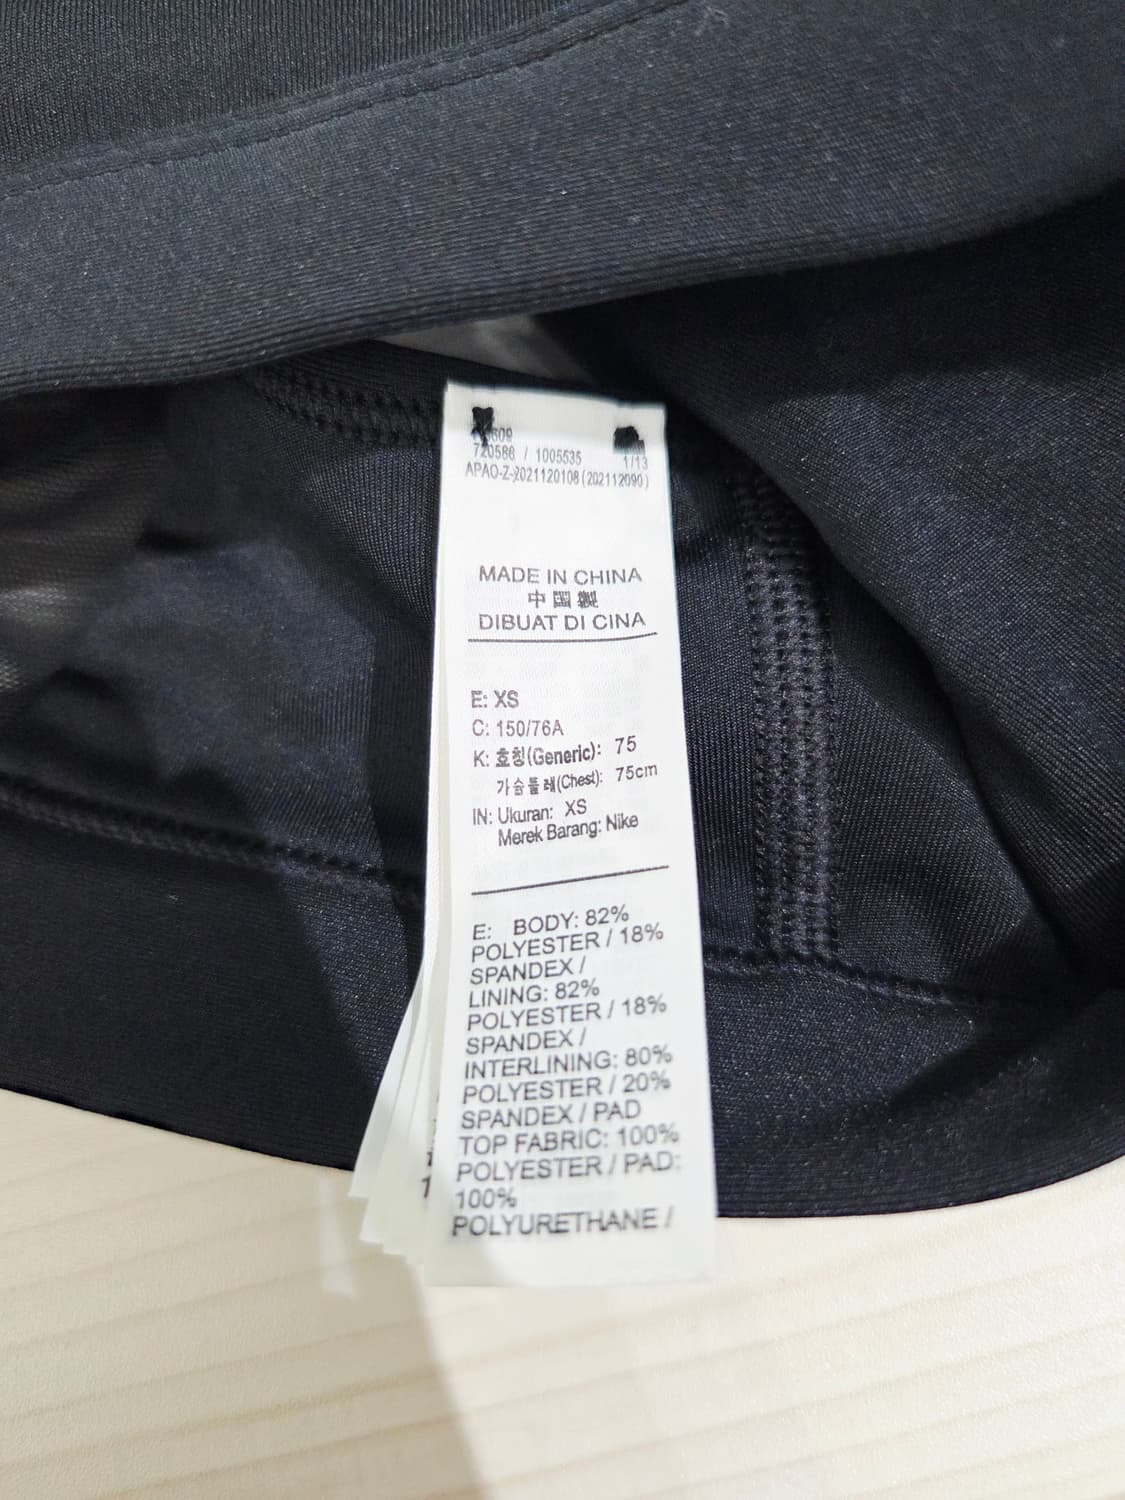 720586 / 1005535 1/13
APAO-Z-2021120108 (202112090)
MADE IN CHINA
中国製
DIBUAT DI CINA
E: XS
C: 150/76A
K: 호칭(Generic): 75
가슴둘레(Chest): 75cm
IN: Ukuran: XS
Merek Barang: Nike
E: BODY: 82%
POLYESTER / 18%
SPANDEX /
LINING: 82%
POLYESTER / 18%
SPANDEX /
INTERLINING: 80%
POLYESTER / 20%
SPANDEX / PAD
TOP FABRIC: 100%
POLYESTER / PAD:
100%
POLYURETHANE /